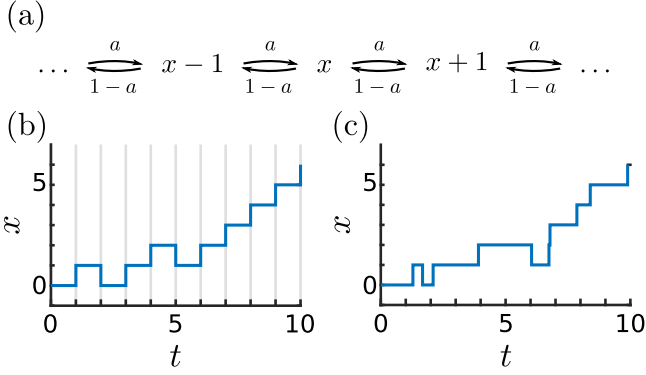 (a)
a a a a
… x − 1 x x + 1 …
1 − a 1 − a 1 − a 1 − a
(b) (c)
x 5 0
0 5 10
t
x 5 0
0 5 10
t